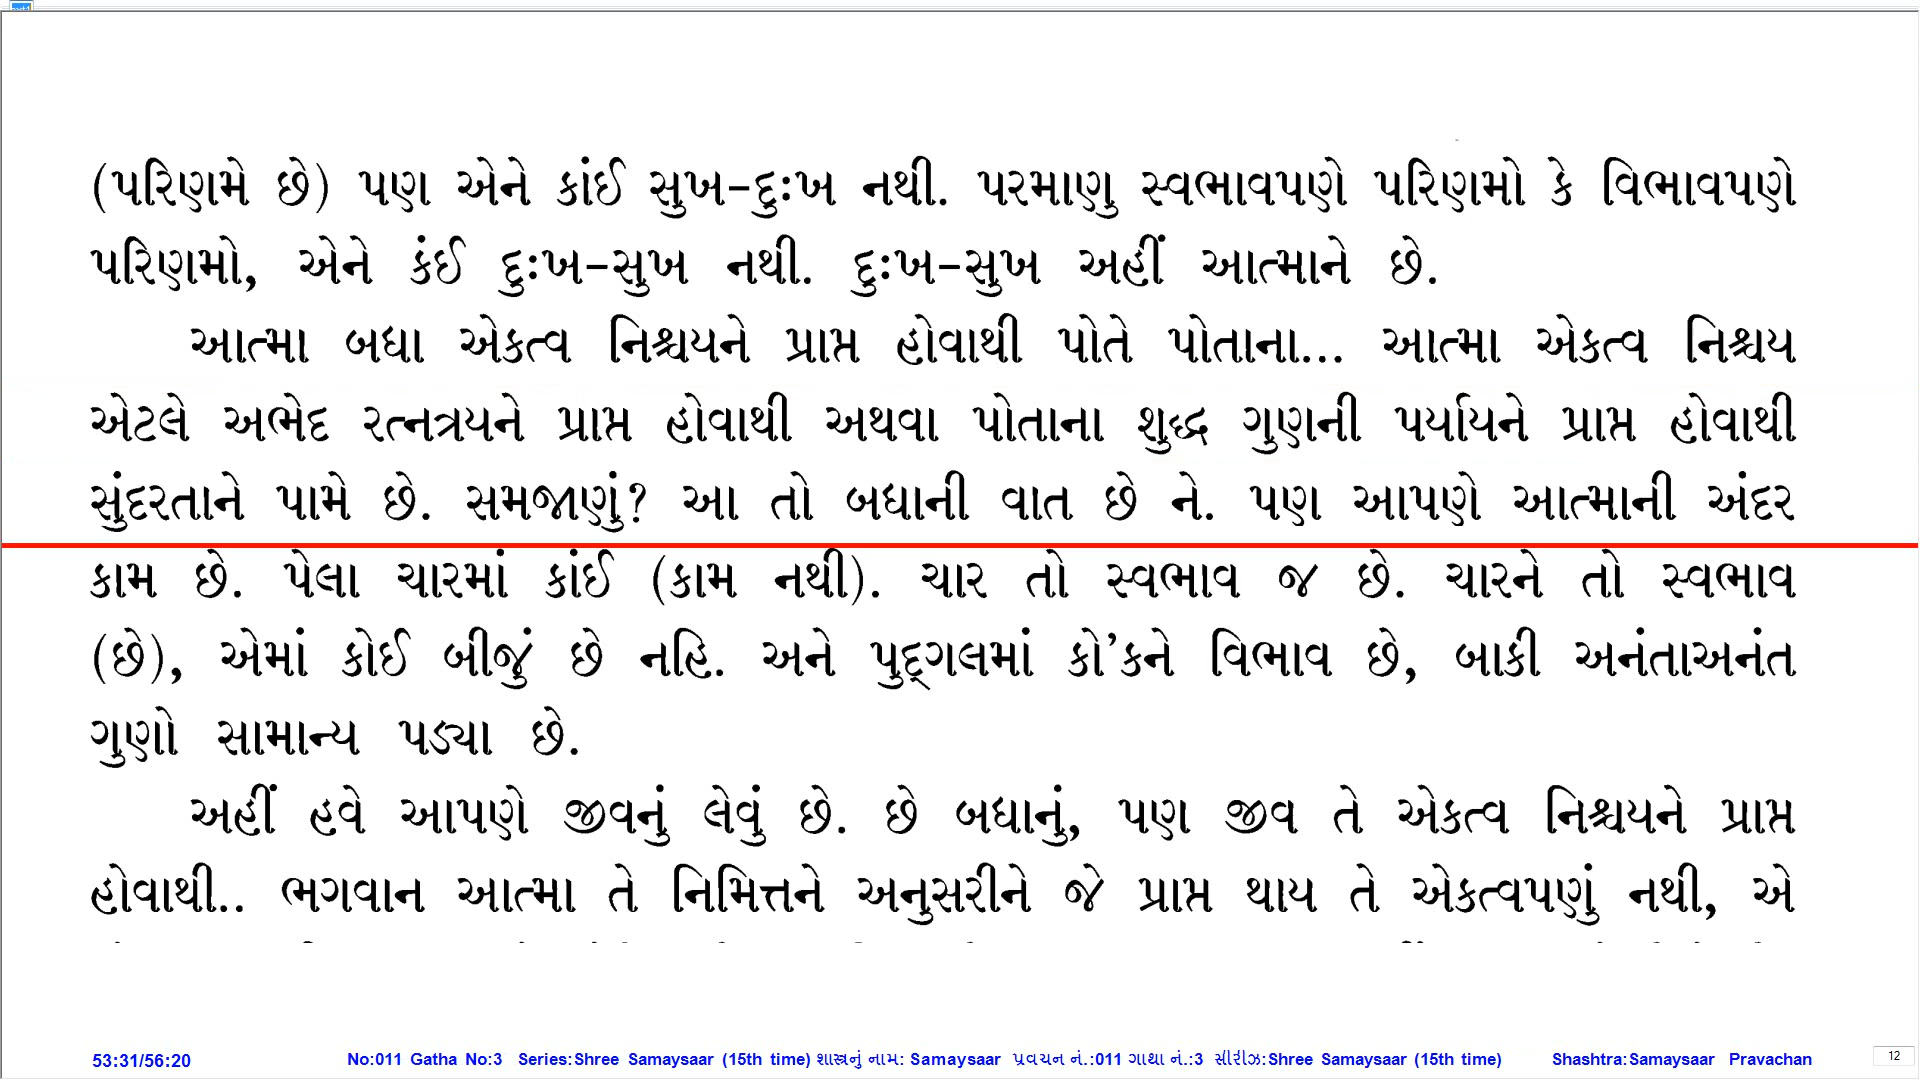 (પરિણમે છે) પણ એને કાંઈ સુખ-દુઃખ નથી. પરમાણુ સ્વભાવપણે પરિણમો કે વિભાવપણે
પરિણમો, એને કંઈ દુઃખ-સુખ નથી. દુઃખ-સુખ અહીં આત્માને છે.
આત્મા બધા એકત્વ નિશ્ચયને પ્રાપ્ત હોવાથી પોતે પોતાના... આત્મા એકત્વ નિશ્ચય
એટલે અભેદ રત્નત્રયને પ્રાપ્ત હોવાથી અથવા પોતાના શુદ્ધ ગુણની પર્યાયને પ્રાપ્ત હોવાથી
સુંદરતાને પામે છે. સમજાણું? આ તો બધાની વાત છે ને. પણ આપણે આત્માની અંદર
કામ છે. પેલા ચારમાં કાંઈ (કામ નથી). ચાર તો સ્વભાવ જ છે. ચારને તો સ્વભાવ
(છે), એમાં કોઈ બીજું છે નહિ. અને પુદ્ગલમાં કો'કને વિભાવ છે, બાકી અનંતાઅનંત
ગુણો સામાન્ય પડ્યા છે.
અહીં હવે આપણે જીવનું લેવું છે. છે બધાનું, પણ જીવ તે એકત્વ નિશ્ચયને પ્રાપ્ત
હોવાથી.. ભગવાન આત્મા તે નિમિત્તને અનુસરીને જે પ્રાપ્ત થાય તે એકત્વપણું નથી, એ
53:31/56:20 No:011 Gatha No:3 Series:Shree Samaysaar (15th time) શાસ્ત્રનું નામ: Samaysaar પ્રવચન નં.:011 ગાથા નં.:3 સીરીઝ:Shree Samaysaar (15th time) Shashtra:Samaysaar Pravachan 12